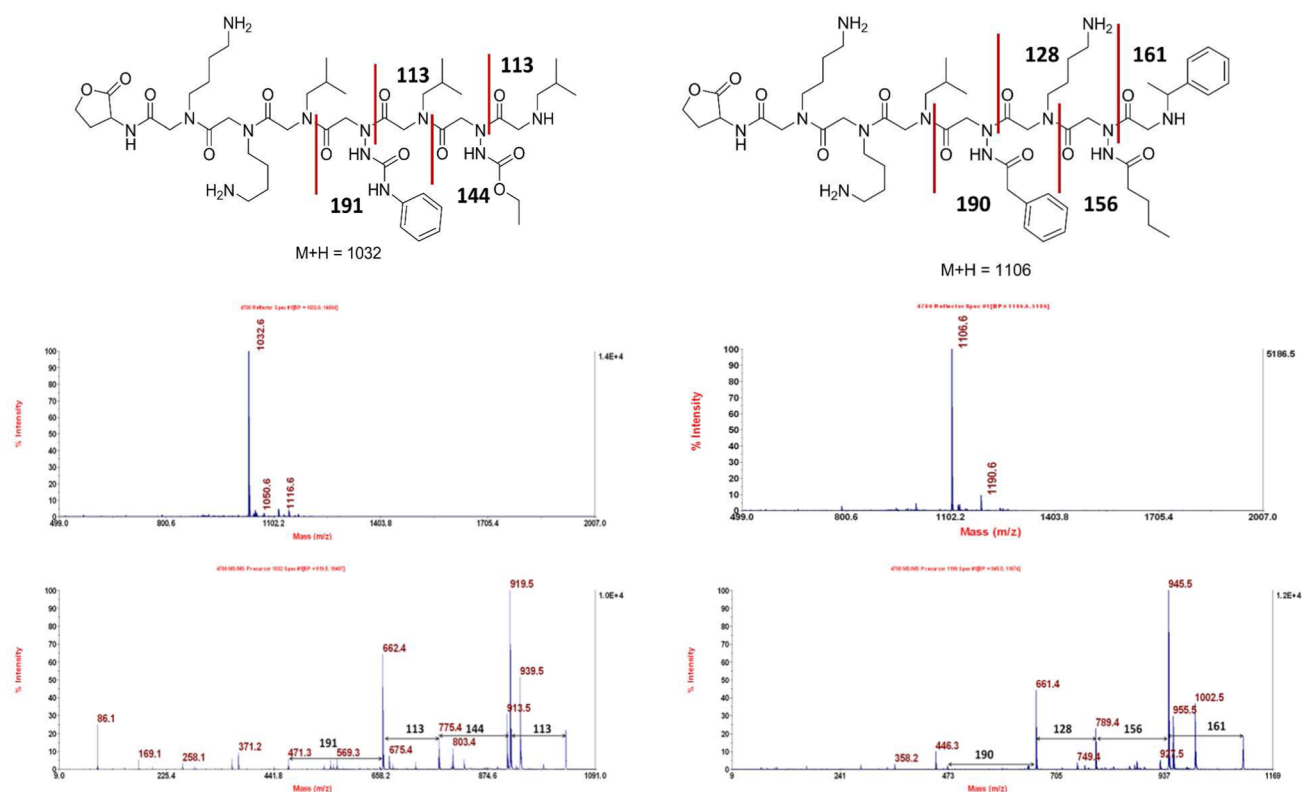 NH2
O
O
O
N
H
O
N
O
N
O
N
O
N
O
N
O
N
O
NH
HN
O
HN
HN
O
O
H2N
113
113
191
144
M+H = 1032
NH2
NH2
O
O
O
N
H
O
N
O
N
O
N
O
N
O
N
O
N
O
NH
HN
O
HN
O
H2N
128
161
190
156
M+H = 1106
1032.6
1050.6
1116.6
% Intensity
100
90
80
70
60
50
40
30
20
10
0
499.0
800.6
1102.2
1403.8
1705.4
2007.0
Mass (m/z)
1.4E+4
1106.6
1190.6
% Intensity
100
90
80
70
60
50
40
30
20
10
0
499.0
800.6
1102.2
1403.8
1705.4
2007.0
Mass (m/z)
5186.5
919.5
662.4
939.5
913.5
86.1
113
775.4
144
113
169.1
258.1
371.2
191
471.3
569.3
675.4
803.4
% Intensity
100
90
80
70
60
50
40
30
20
10
0
9.0
225.4
441.8
658.2
874.6
1091.0
Mass (m/z)
1.0E+4
945.5
661.4
1002.5
955.5
128
789.4
156
161
358.2
446.3
190
749.4
927.5
% Intensity
100
90
80
70
60
50
40
30
20
10
0
9
241
473
705
937
1169
Mass (m/z)
1.2E+4